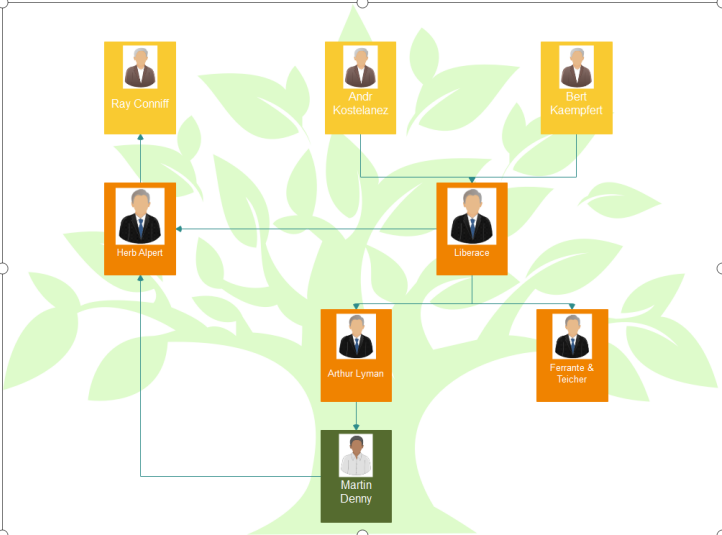 Ray Conniff
Andr
Kostelanez
Bert
Kaempfert
Herb Alpert
Liberace
Arthur Lyman
Ferrante &
Teicher
Martin
Denny